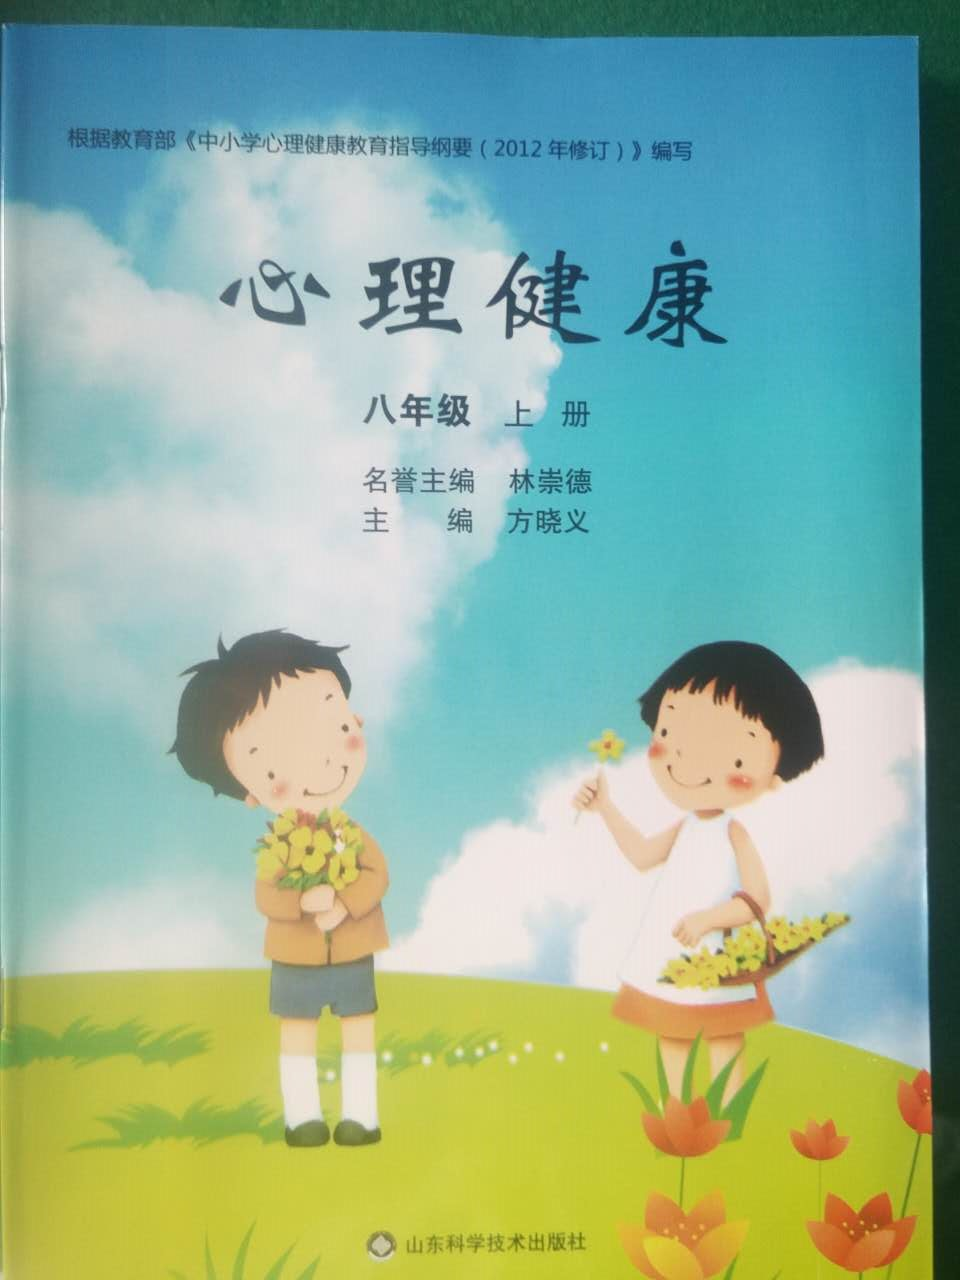 根据教育部《中小学心理健康教育指导纲要（2012年修订）》编写
心理健康
八年级 上 册
名誉主编 林崇德
主 编 方晓义
山东科学技术出版社